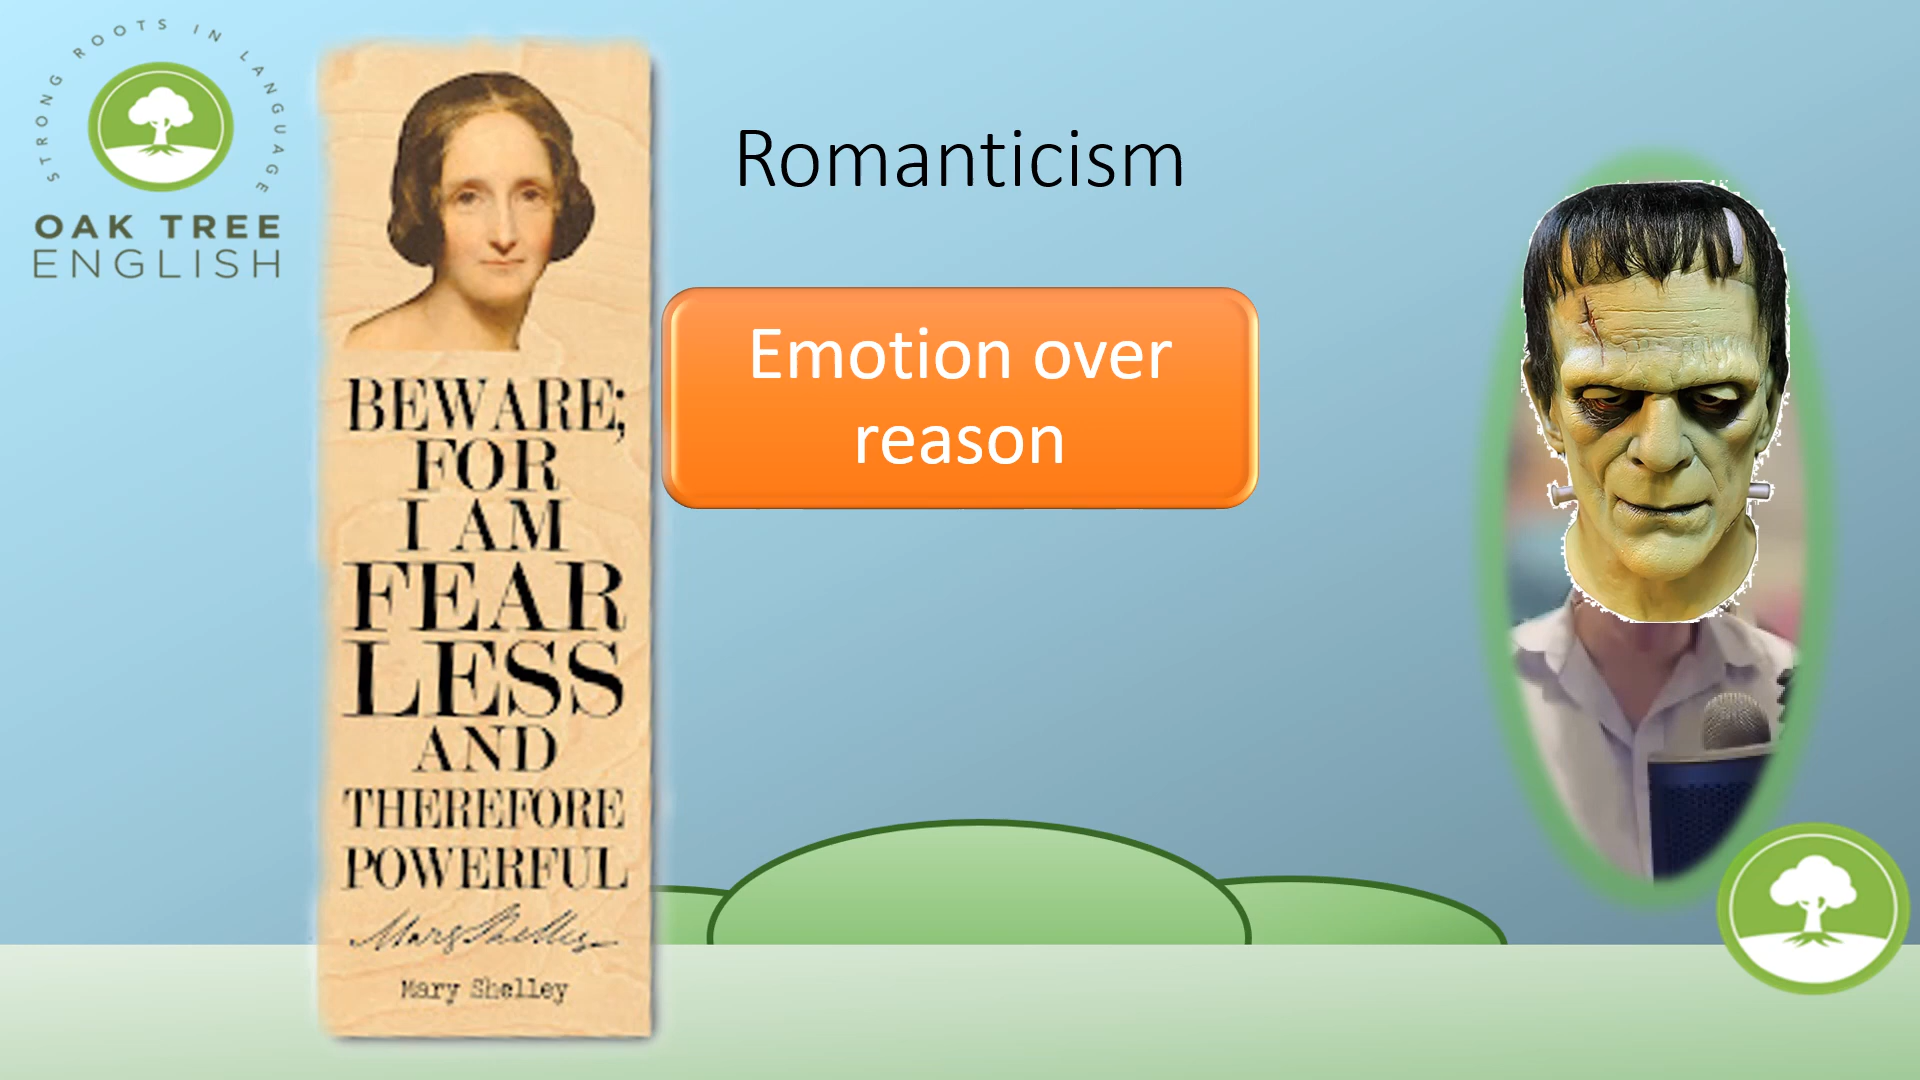 STRONG ROOTS IN LANGUAGE
OAK TREE
ENGLISH
BEWARE;
FOR
I AM
FEAR
LESS
AND
THEREFORE
POWERFUL
Mary Shelley
Mary Shelley
Romanticism
Emotion over
reason